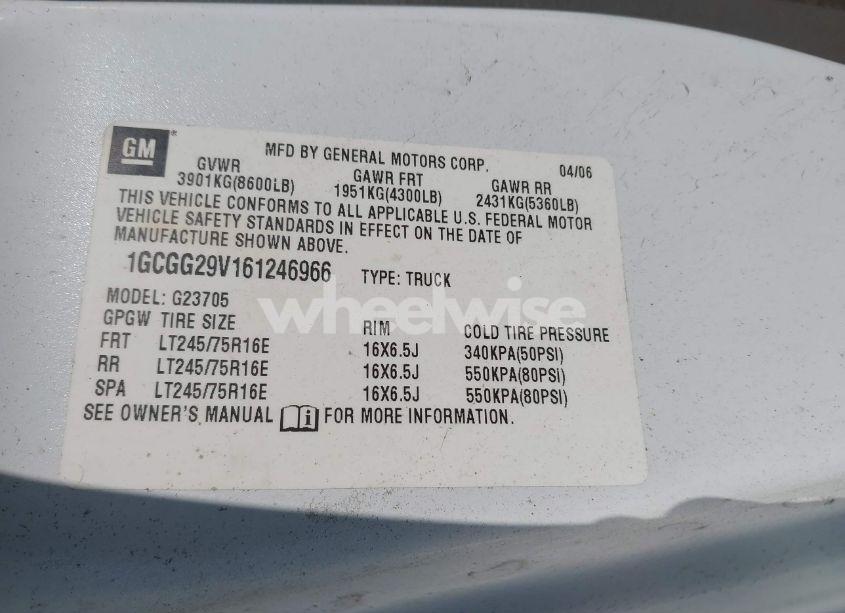 GM
MFD BY GENERAL MOTORS CORP. 04/06
GVWR GAWR FRT GAWR RR
3901KG(8600LB) 1951KG(4300LB) 2431KG(5360LB)
THIS VEHICLE CONFORMS TO ALL APPLICABLE U.S. FEDERAL MOTOR
VEHICLE SAFETY STANDARDS IN EFFECT ON THE DATE OF
MANUFACTURE SHOWN ABOVE.
1GCGG29V161246966 TYPE: TRUCK
MODEL: G23705
wheelwise
GPGW TIRE SIZE RIM COLD TIRE PRESSURE
FRT LT245/75R16E 16X6.5J 340KPA(50PSI)
RR LT245/75R16E 16X6.5J 550KPA(80PSI)
SPA LT245/75R16E 16X6.5J 550KPA(80PSI)
SEE OWNER'S MANUAL i FOR MORE INFORMATION.